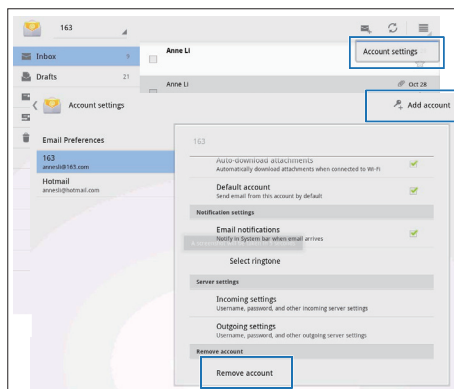 163
Inbox 9
Anne Li
Account settings
Drafts 21
Anne Li
Oct 28
Account settings
Add account
Email Preferences
163
annesli@163.com
Hotmail
annesli@hotmail.com
163
Auto-download attachments
Automatically download attachments when connected to Wi-Fi
Default account
Send email from this account by default
Notification settings
Email notifications
Notify in System bar when email arrives
Select ringtone
Server settings
Incoming settings
Username, password, and other incoming server settings
Outgoing settings
Username, password, and other outgoing server settings
Remove account
Remove account